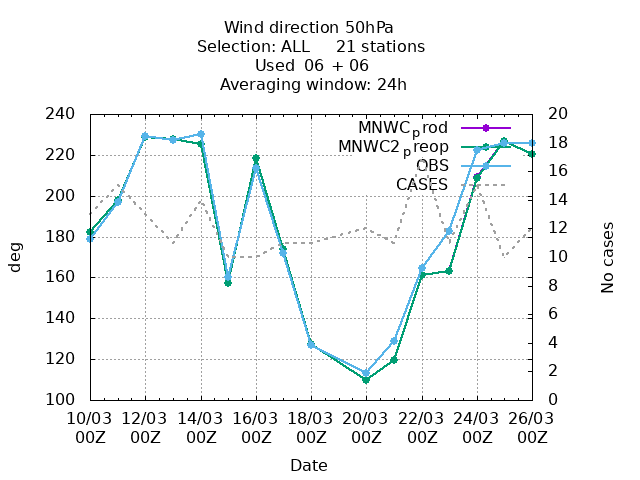 Wind direction 50hPa
Selection: ALL 21 stations
Used 06 + 06
Averaging window: 24h
240 20
220 18
200 16
180 14
160 12
140 10
120 8
100 6
4
2
0
MNWC_prod
MNWC2_preop
OBS
CASES
deg
No cases
10/03 12/03 14/03 16/03 18/03 20/03 22/03 24/03 26/03
00Z 00Z 00Z 00Z 00Z 00Z 00Z 00Z 00Z
Date